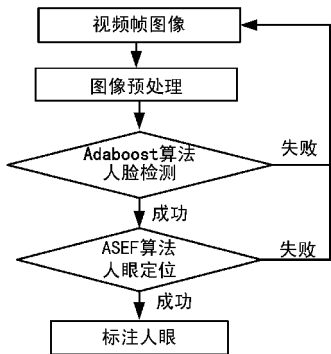 视频帧图像
图像预处理
Adaboost算法
人脸检测
失败
成功
ASEF算法
人眼定位
失败
成功
标注人眼